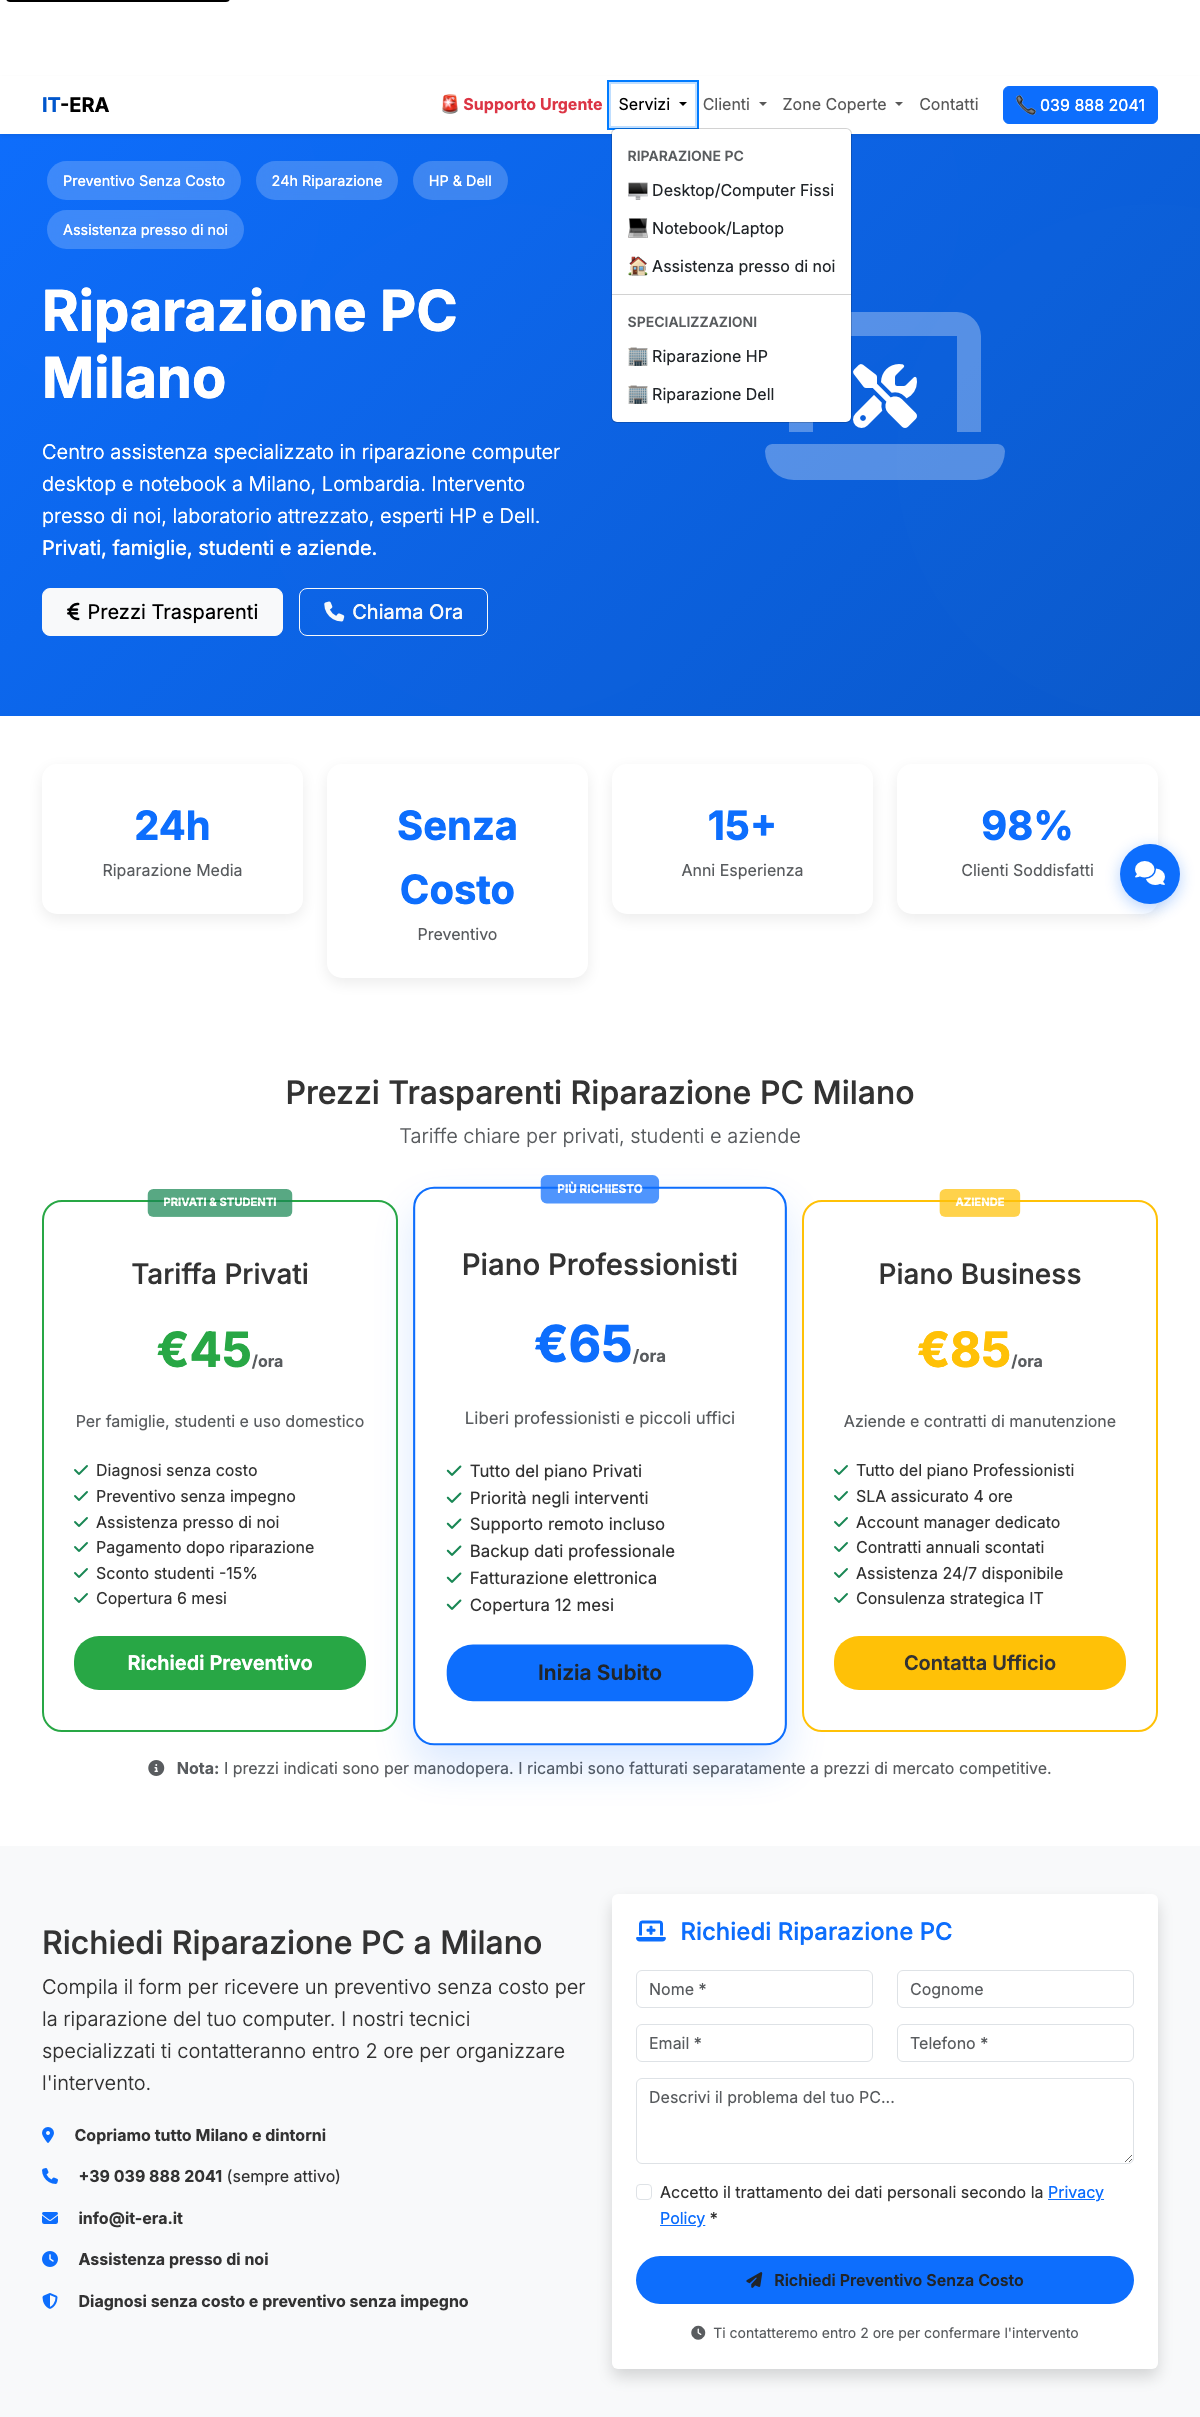 IT-ERA
🚨 Supporto Urgente
Servizi
Clienti
Zone Coperte
Contatti
📞 039 888 2041
RIPARAZIONE PC
🖥️ Desktop/Computer Fissi
💻 Notebook/Laptop
🏠 Assistenza presso di noi
SPECIALIZZAZIONI
🏢 Riparazione HP
🏢 Riparazione Dell
Preventivo Senza Costo
24h Riparazione
HP & Dell
Assistenza presso di noi
Riparazione PC
Milano
Centro assistenza specializzato in riparazione computer
desktop e notebook a Milano, Lombardia. Intervento
presso di noi, laboratorio attrezzato, esperti HP e Dell.
Privati, famiglie, studenti e aziende.
€ Prezzi Trasparenti
Chiama Ora
24h
Riparazione Media
Senza
Costo
Preventivo
15+
Anni Esperienza
98%
Clienti Soddisfatti
Prezzi Trasparenti Riparazione PC Milano
Tariffe chiare per privati, studenti e aziende
PRIVATI & STUDENTI
Tariffa Privati
€45/ora
Per famiglie, studenti e uso domestico
Diagnosi senza costo
Preventivo senza impegno
Assistenza presso di noi
Pagamento dopo riparazione
Sconto studenti -15%
Copertura 6 mesi
Richiedi Preventivo
PIÙ RICHIESTO
Piano Professionisti
€65/ora
Liberi professionisti e piccoli uffici
Tutto del piano Privati
Priorità negli interventi
Supporto remoto incluso
Backup dati professionale
Fatturazione elettronica
Copertura 12 mesi
Inizia Subito
AZIENDE
Piano Business
€85/ora
Aziende e contratti di manutenzione
Tutto del piano Professionisti
SLA assicurato 4 ore
Account manager dedicato
Contratti annuali scontati
Assistenza 24/7 disponibile
Consulenza strategica IT
Contatta Ufficio
Nota: I prezzi indicati sono per manodopera. I ricambi sono fatturati separatamente a prezzi di mercato competitive.
Richiedi Riparazione PC a Milano
Compila il form per ricevere un preventivo senza costo per
la riparazione del tuo computer. I nostri tecnici
specializzati ti contatteranno entro 2 ore per organizzare
l'intervento.
Copriamo tutto Milano e dintorni
+39 039 888 2041 (sempre attivo)
info@it-era.it
Assistenza presso di noi
Diagnosi senza costo e preventivo senza impegno
Richiedi Riparazione PC
Nome *
Cognome
Email *
Telefono *
Descrivi il problema del tuo PC...
Accetto il trattamento dei dati personali secondo la Privacy
Policy *
Richiedi Preventivo Senza Costo
Ti contatteremo entro 2 ore per confermare l'intervento